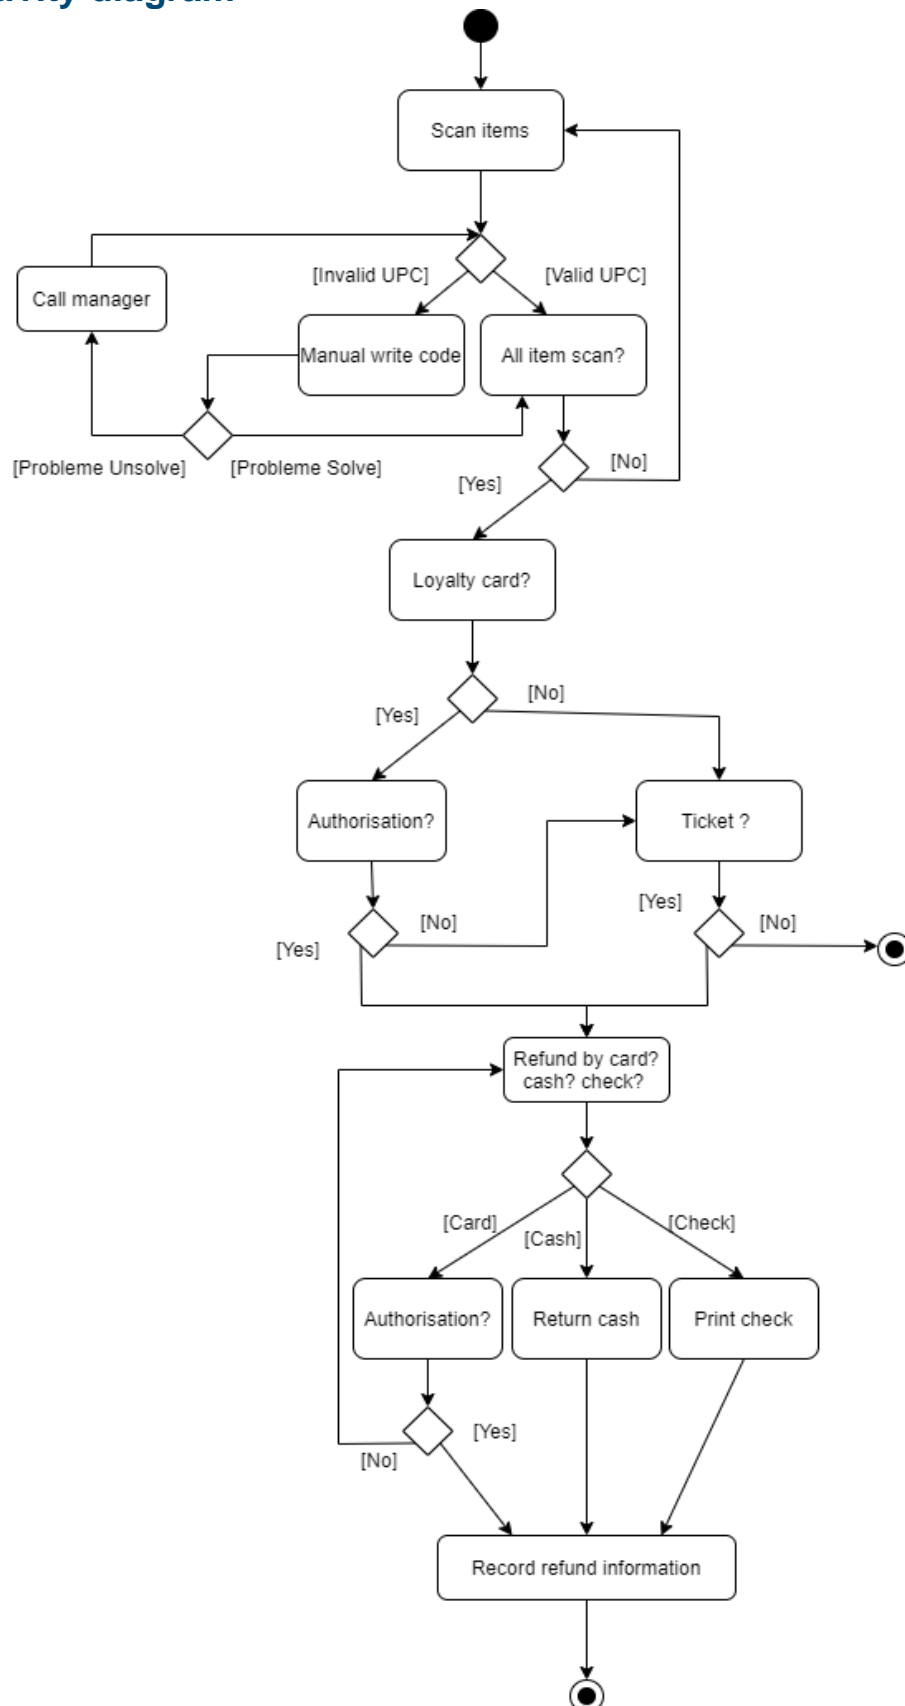 diagram
Scan items
[Invalid UPC]
[Valid UPC]
Call manager
Manual write code
All item scan?
[Probleme Unsolve]
[Probleme Solve]
[Yes]
[No]
Loyalty card?
[Yes]
[No]
Authorisation?
Ticket ?
[Yes]
[No]
[Yes]
[No]
Refund by card?
cash? check?
[Card]
[Cash]
[Check]
Authorisation?
Return cash
Print check
[No]
[Yes]
Record refund information